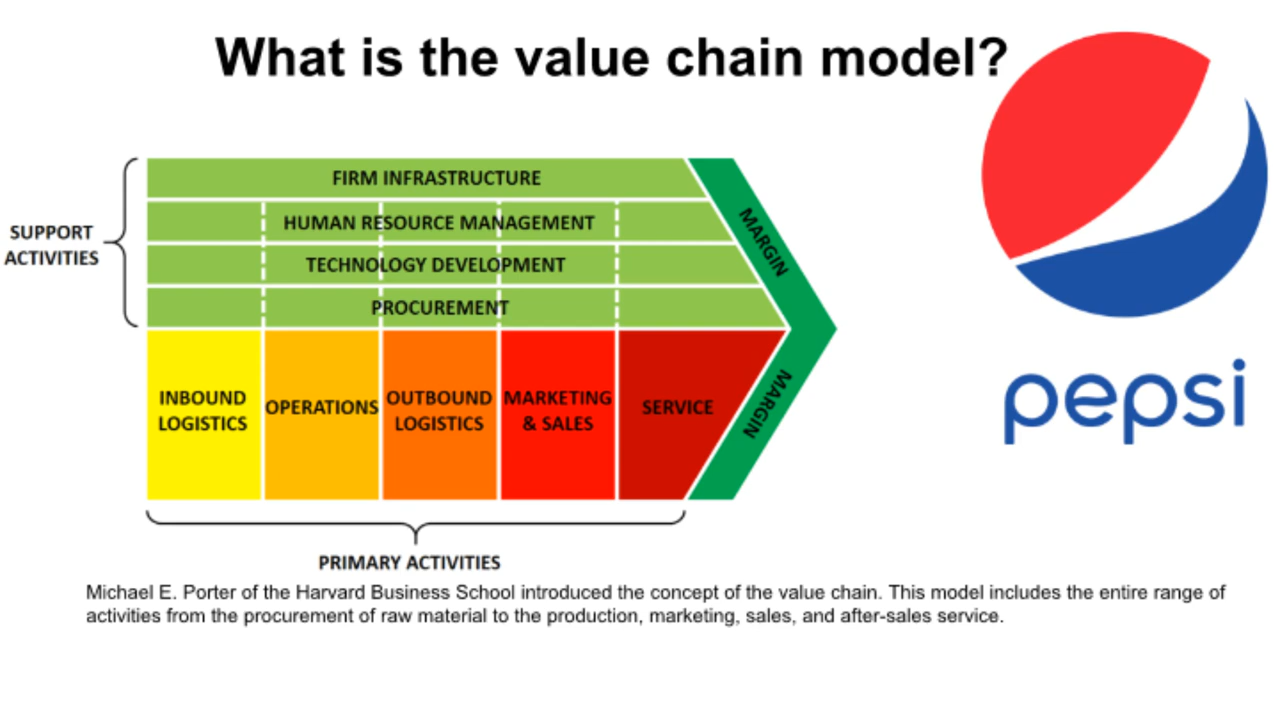 What is the value chain model?
SUPPORT
ACTIVITIES
FIRM INFRASTRUCTURE
HUMAN RESOURCE MANAGEMENT
TECHNOLOGY DEVELOPMENT
PROCUREMENT
MARGIN
INBOUND
LOGISTICS
OPERATIONS
OUTBOUND
LOGISTICS
MARKETING
& SALES
SERVICE
MARGIN
PRIMARY ACTIVITIES
pepsi
Michael E. Porter of the Harvard Business School introduced the concept of the value chain. This model includes the entire range of
activities from the procurement of raw material to the production, marketing, sales, and after-sales service.